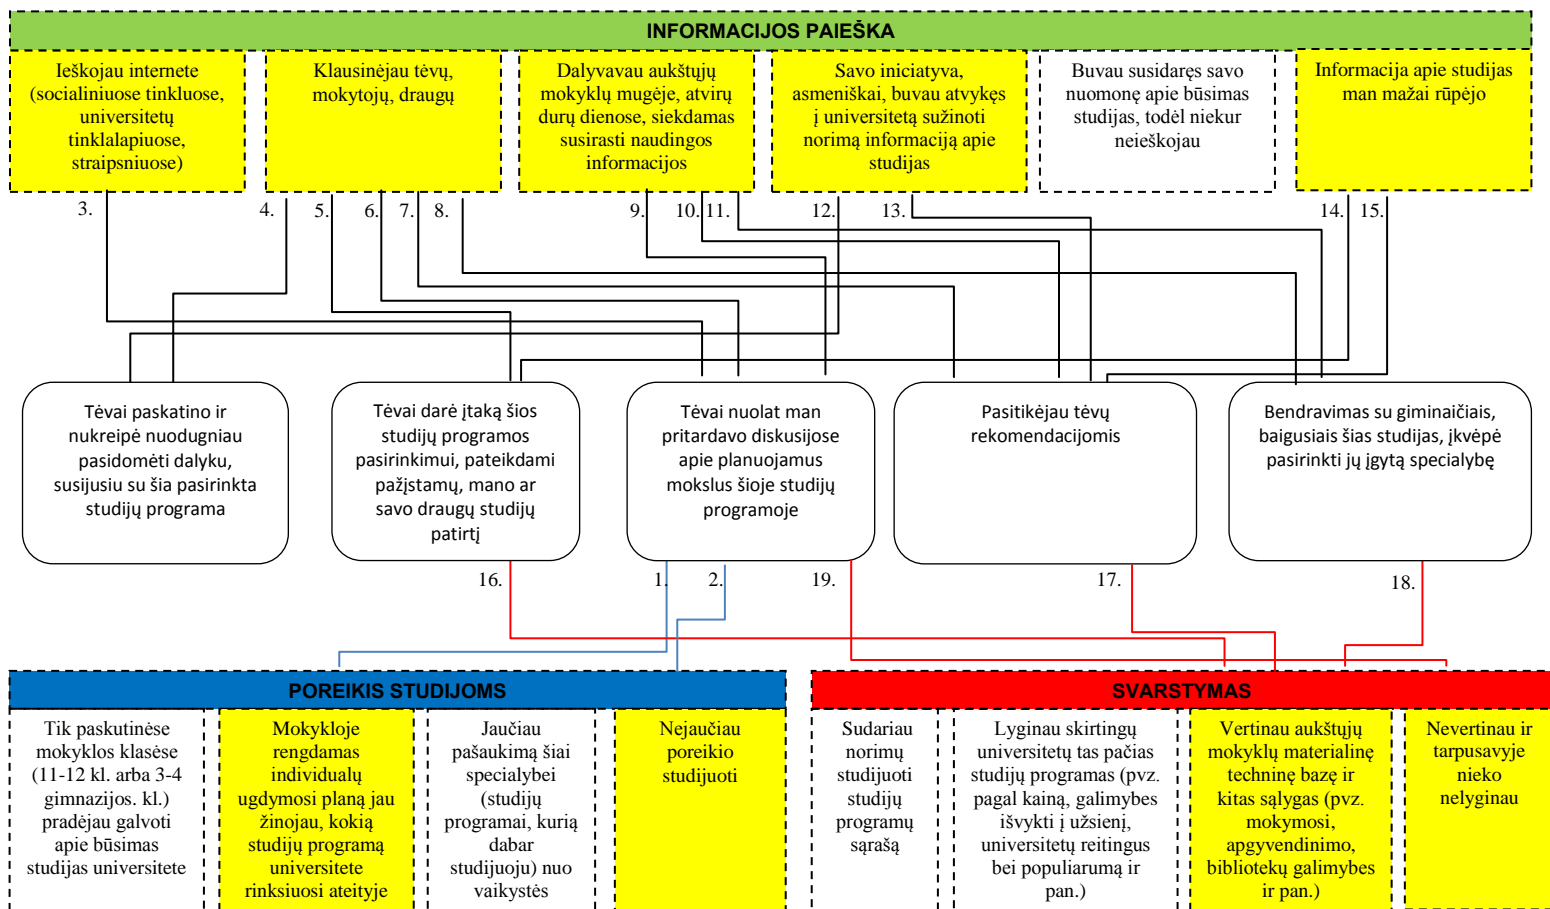 INFORMACIJOS PAIEŠKA
Ieškojau internete
(socialiniuose tinkluose,
universitetų
tinklalapiuose,
straipsniuose)
Klausinėjau tėvų,
mokytojų, draugų
Dalyvavau aukštųjų
mokyklų mugėje, atvirų
durų dienose, siekdamas
susirasti naudingos
informacijos
Savo iniciatyva,
asmeniškai, buvau atvykęs
į universitetą sužinoti
norimą informaciją apie
studijas
Buvau susidaręs savo
nuomonę apie būsimas
studijas, todėl niekur
neieškojau
Informacija apie studijas
man mažai rūpėjo
3.
4.
5.
6.
7.
8.
9.
10.
11.
12.
13.
14.
15.
Tėvai paskatino ir
nukreipė nuodugniau
pasidomėti dalyku,
susijusiu su šia pasirinkta
studijų programa
Tėvai darė įtaką šios
studijų programos
pasirinkimui, pateikdami
pažįstamų, mano ar
savo draugų studijų
patirtį
Tėvai nuolat man
pritardavo diskusijose
apie planuojamus
mokslus šioje studijų
programoje
Pasitikėjau tėvų
rekomendacijomis
Bendravimas su giminaičiais,
baigusiais šias studijas, įkvėpė
pasirinkti jų įgytą specialybę
16.
1.
2.
19.
17.
18.
POREIKIS STUDIJOMS
Tik paskutinėse
mokyklos klasėse
(11-12 kl. arba 3-4
gimnazijos. kl.)
pradėjau galvoti
apie būsimas
studijas universitete
Mokykloje
rengdamas
individualų
ugdymosi planą jau
žinojau, kokią
studijų programą
universitete
rinksiuosi ateityje
Jaučiau
pašaukimą šiai
specialybei
(studijų
programai, kurią
dabar
studijuoju) nuo
vaikystės
Nejaučiau
poreikio
studijuoti
SVARSTYMAS
Sudariau
norimų
studijuoti
studijų
programų
sąrašą
Lyginau skirtingų
universitetų tas pačias
studijų programas (pvz.
pagal kainą, galimybes
išvykti į užsienį,
universitetų reitingus
bei populiarumą ir
pan.)
Vertinau aukštųjų
mokyklų materialinę
techninę bazę ir
kitas sąlygas (pvz.
mokymosi,
apgyvendinimo,
bibliotekų galimybes
ir pan.)
Nevertinau ir
tarpusavyje
nieko
nelyginau